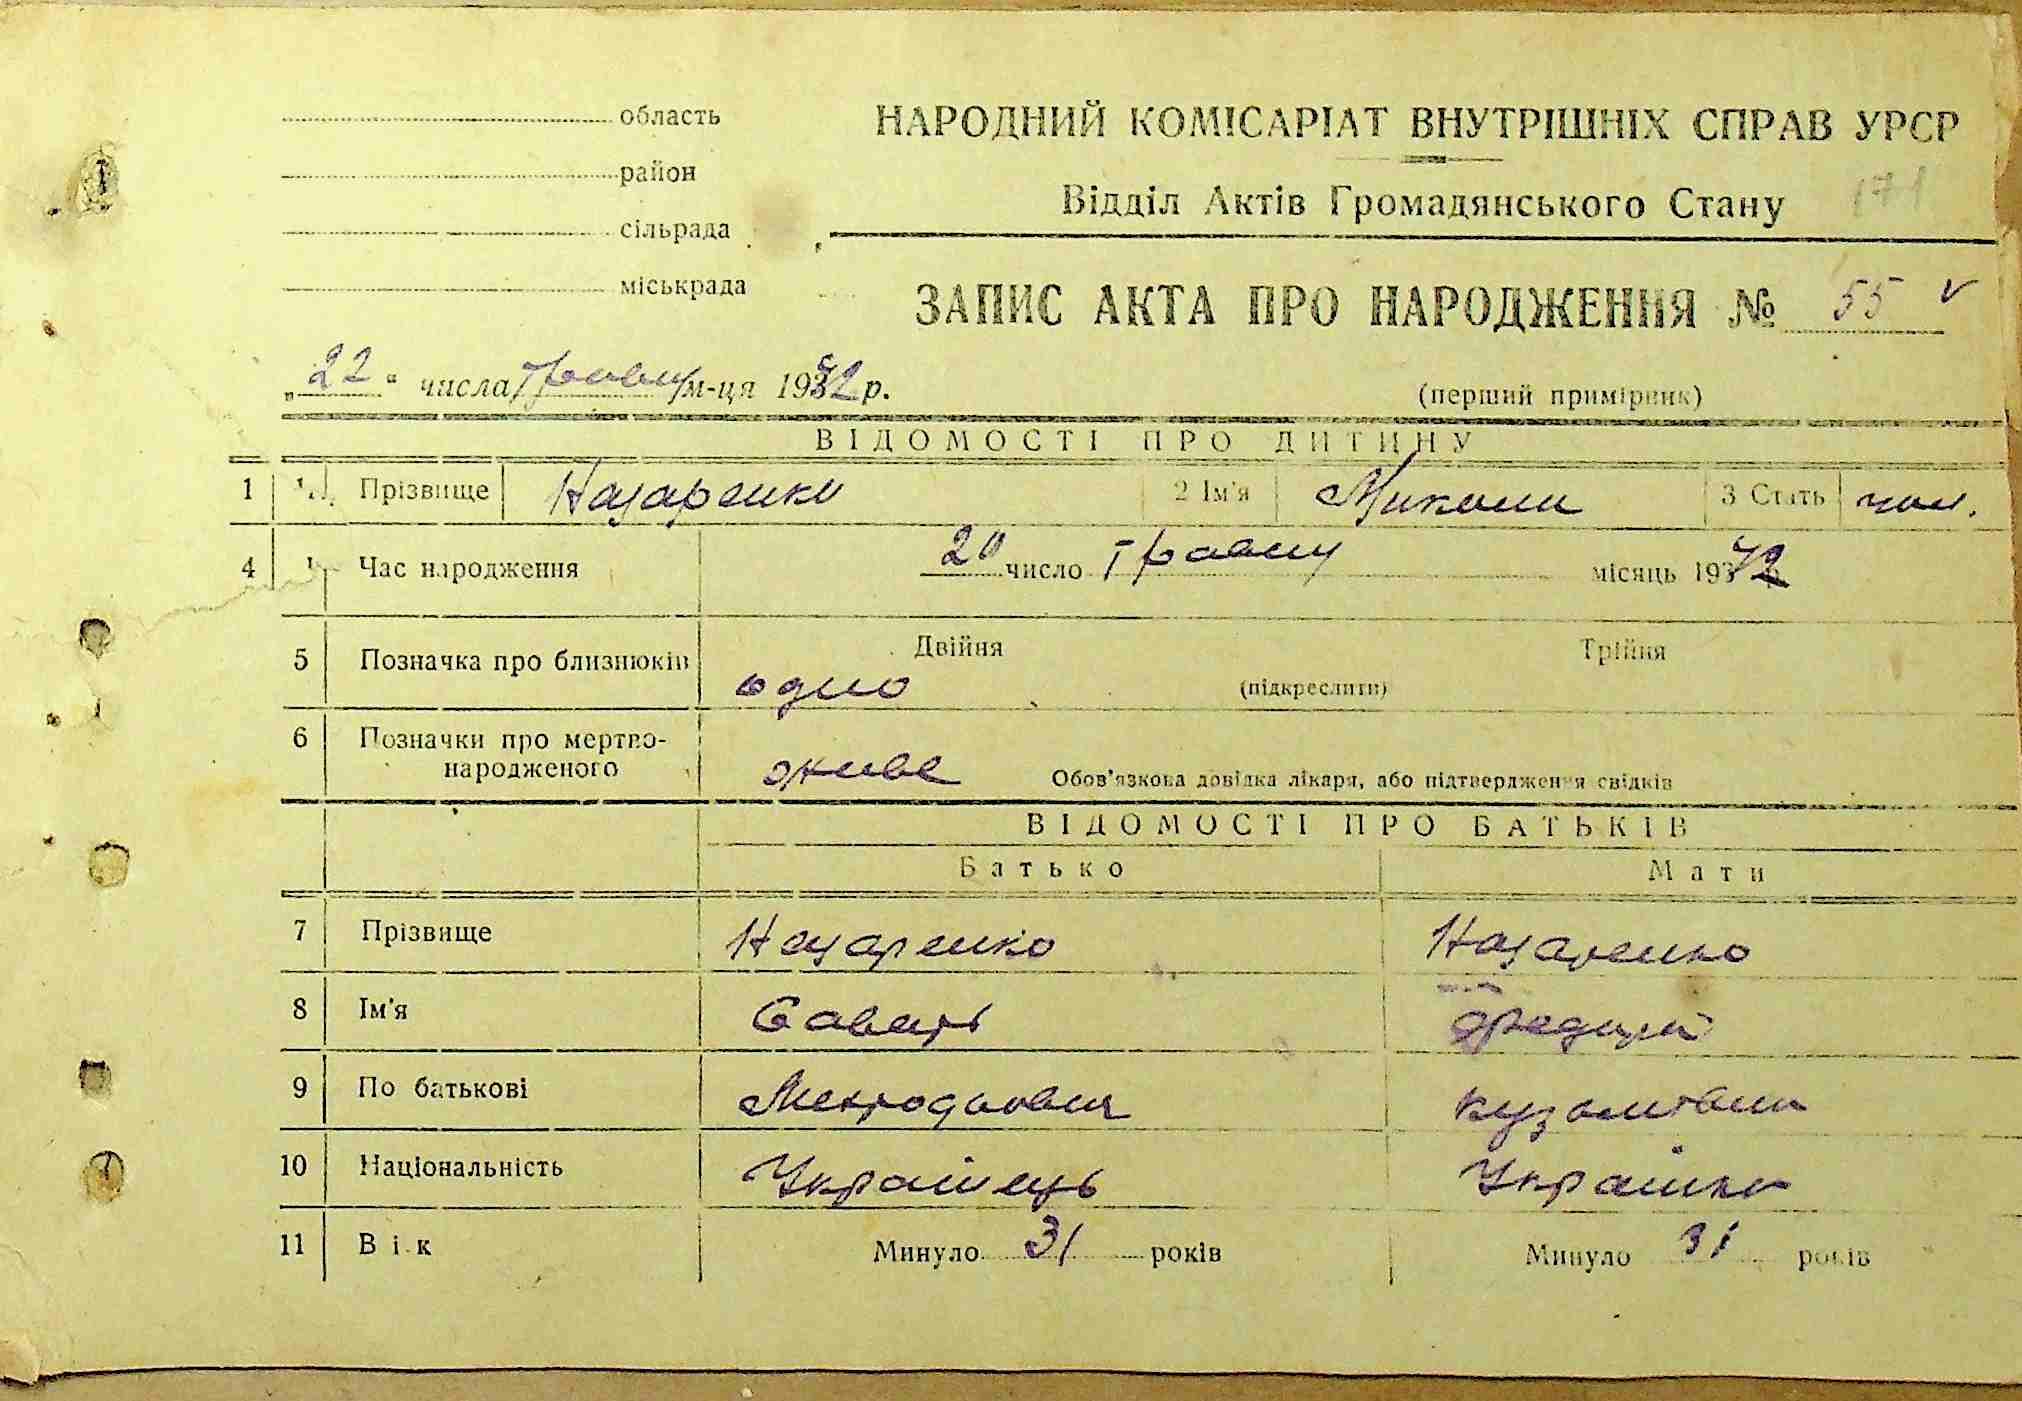 область
район
сільрада
міськрада
НАРОДНИЙ КОМІСАРІАТ ВНУТРІШНІХ СПРАВ УРСР
Відділ Актів Громадянського Стану 171
ЗАПИС АКТА ПРО НАРОДЖЕННЯ № 55 v
„22“ числа травня м-ця 1942 р.
(перший примірник)
ВІДОМОСТІ ПРО ДИТИНУ
1 Прізвище Назаренко 2 Ім'я Микола 3 Стать чол.
4 Час народження 20 число травня місяць 1942
5 Позначка про близнюків одно Двійня Трійня
(підкреслити)
6 Позначки про мертво-
народженого живе Обов'язкова довідка лікаря, або підтвердження свідків
ВІДОМОСТІ ПРО БАТЬКІВ
Батько Мати
7 Прізвище Назаренко Назаренко
8 Ім'я
9 По батькові
10 Національність Українець Українка
11 Вік Минуло 31 років Минуло 31 років